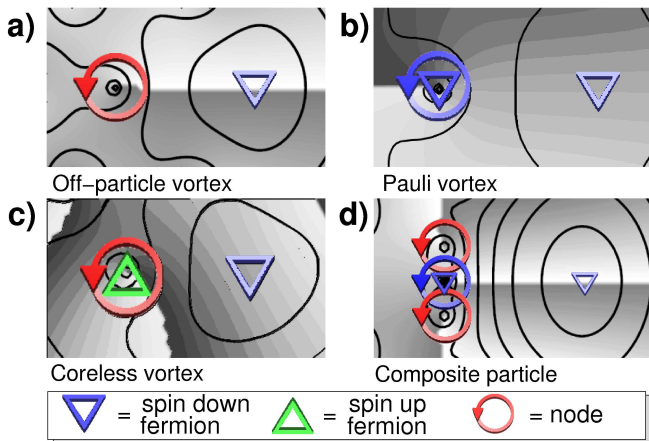 a)
b)
Off−particle vortex
Pauli vortex
c)
d)
Coreless vortex
Composite particle
= spin down fermion
= spin up fermion
= node